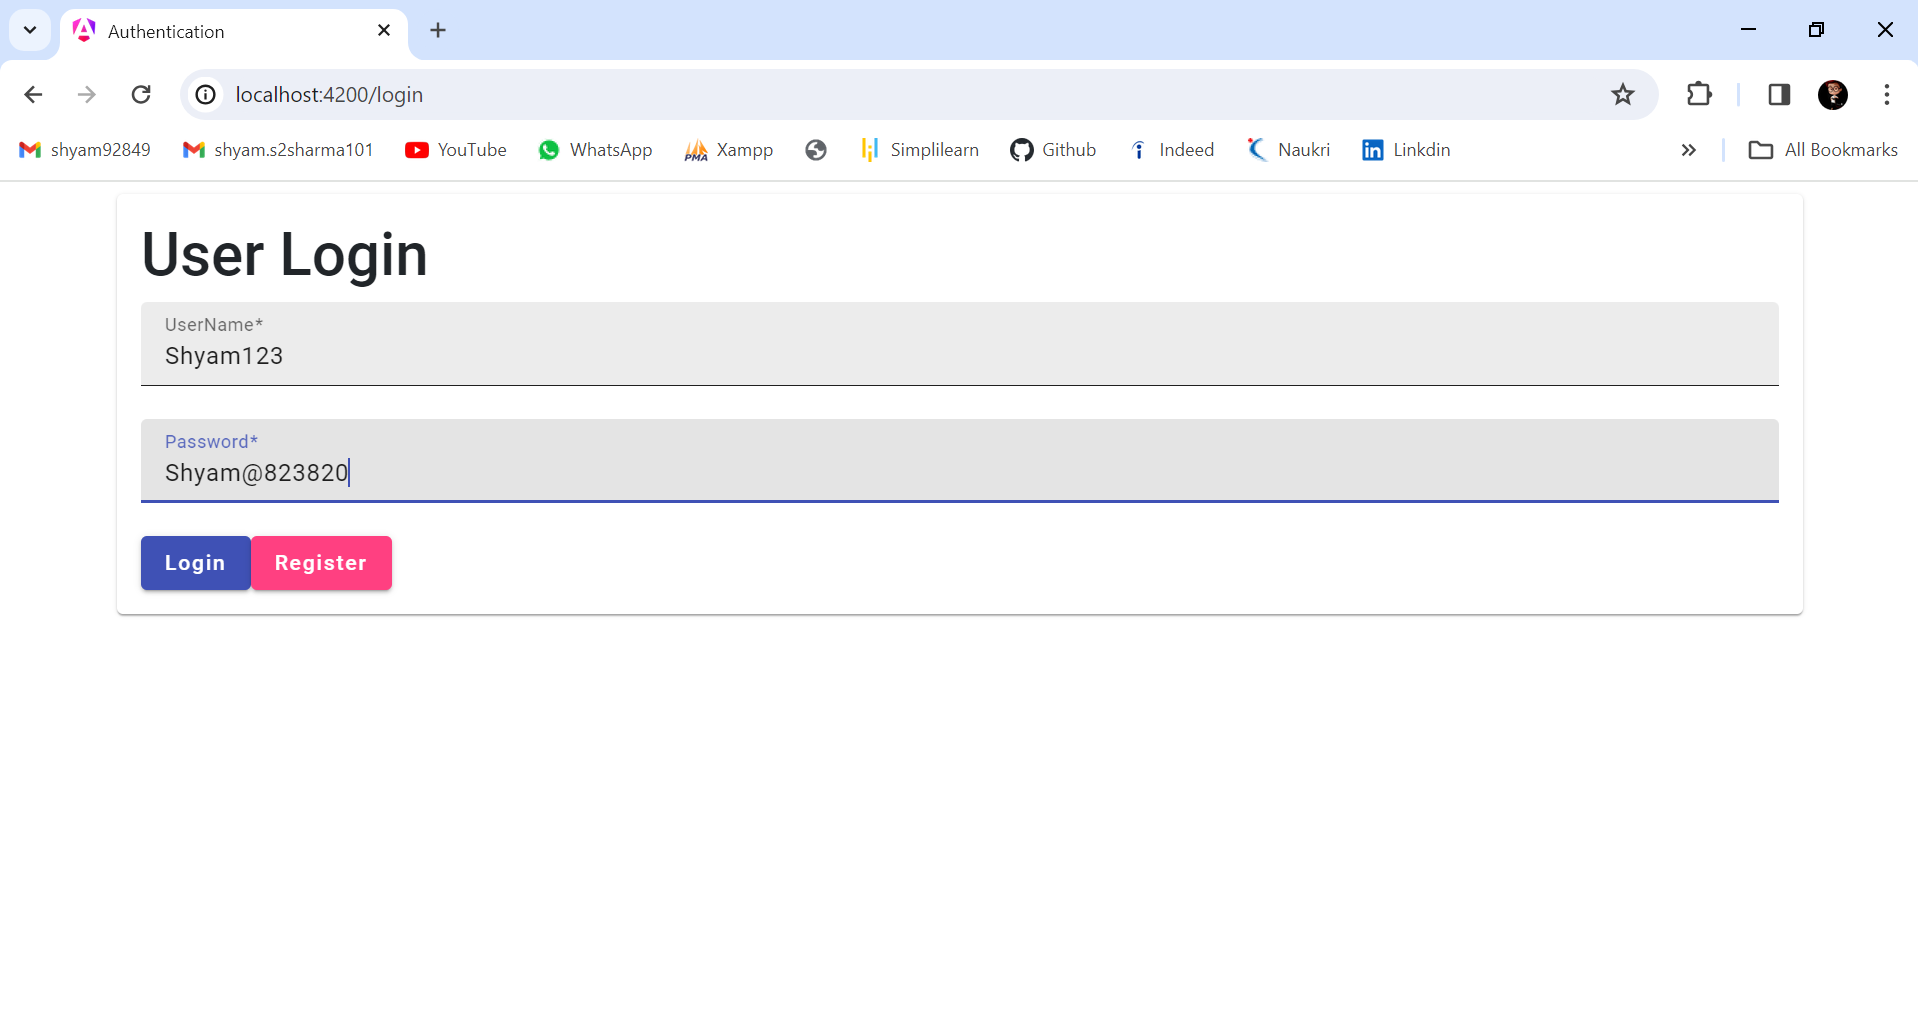 Authentication
localhost:4200/login
shyam92849 shyam.s2sharma101 YouTube WhatsApp PMA Xampp Simplilearn Github Indeed Naukri in Linkdin All Bookmarks
User Login
UserName*
Shyam123
Password*
Shyam@823820
Login Register